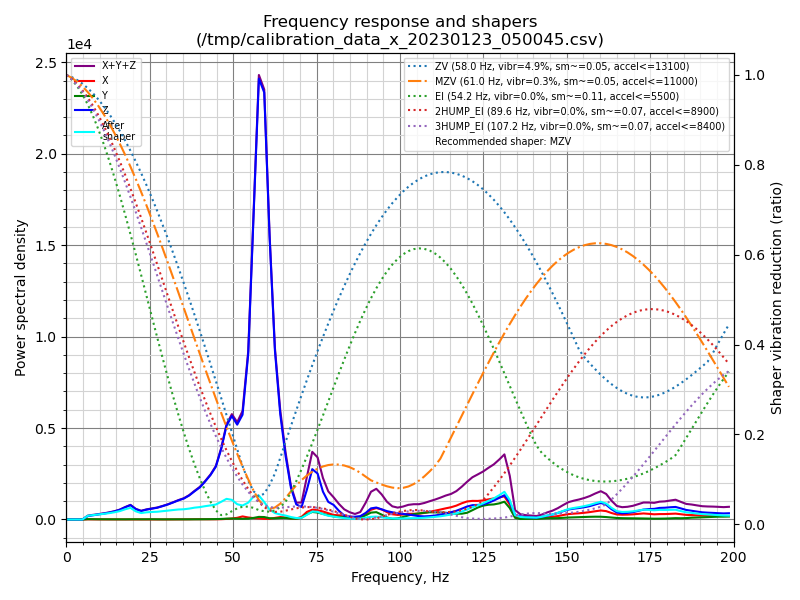 Frequency response and shapers
(/tmp/calibration_data_x_20230123_050045.csv)
1e4
X+Y+Z
X
Y
Z
After
shaper
ZV (58.0 Hz, vibr=4.9%, sm~=0.05, accel<=13100)
MZV (61.0 Hz, vibr=0.3%, sm~=0.05, accel<=11000)
EI (54.2 Hz, vibr=0.0%, sm~=0.11, accel<=5500)
2HUMP_EI (89.6 Hz, vibr=0.0%, sm~=0.07, accel<=8900)
3HUMP_EI (107.2 Hz, vibr=0.0%, sm~=0.07, accel<=8400)
Recommended shaper: MZV
Power spectral density
2.5
2.0
1.5
1.0
0.5
0.0
0 25 50 75 100 125 150 175 200
Frequency, Hz
1.0
0.8
0.6
0.4
0.2
0.0
Shaper vibration reduction (ratio)